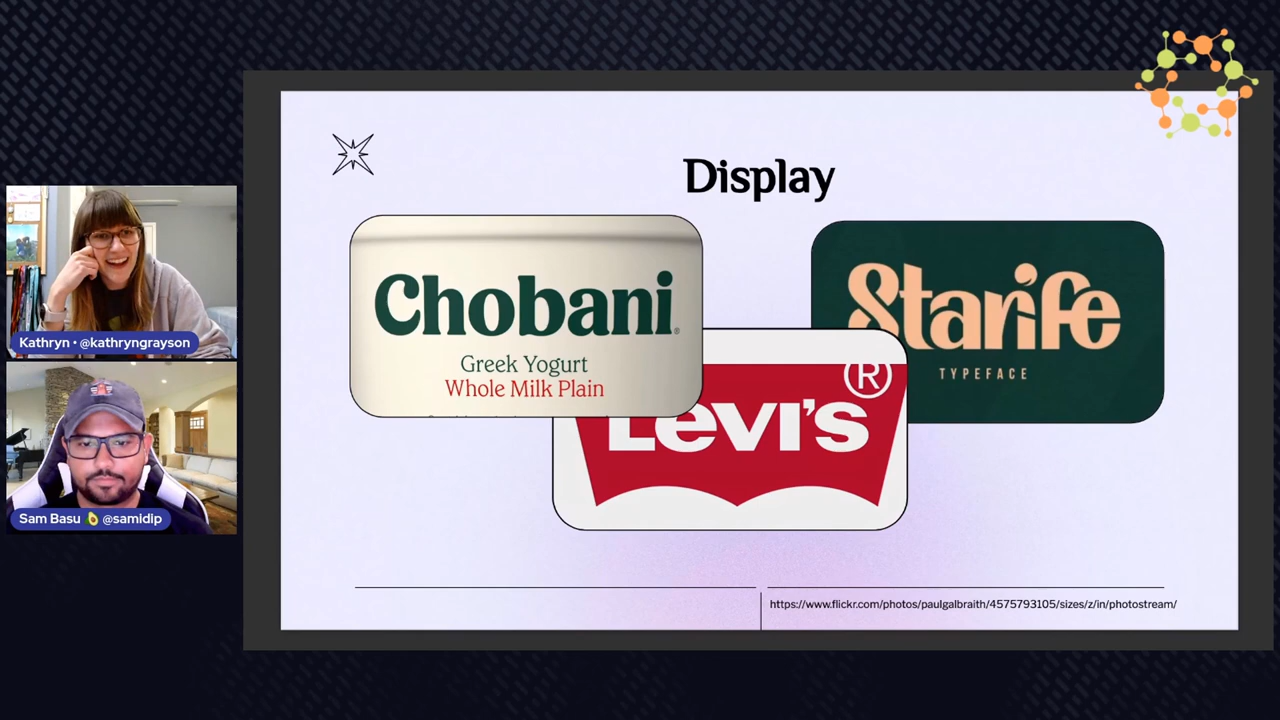 Display
Chobani®
Greek Yogurt
Whole Milk Plain
Starife
TYPEFACE
Levi's ®
https://www.flickr.com/photos/paulgalbraith/4575793105/sizes/z/in/photostream/
Kathryn • @kathryngrayson
Sam Basu 🥑 @samidip